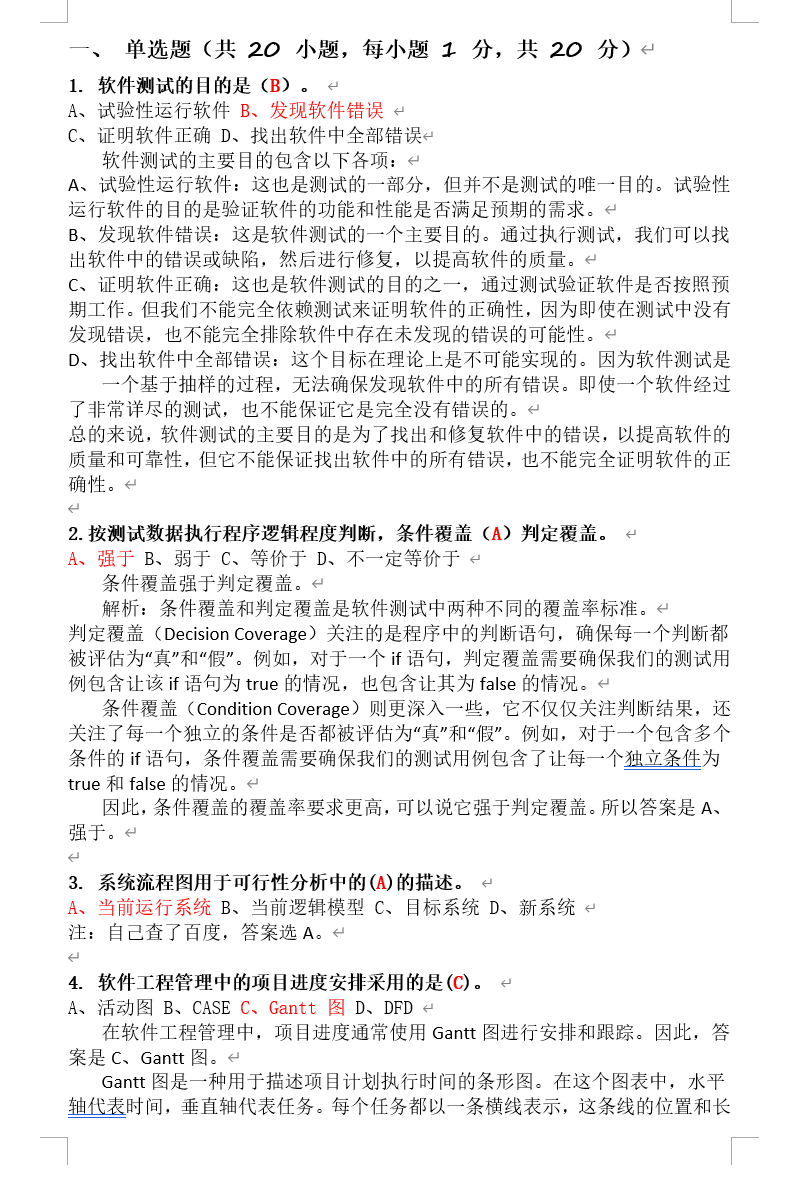 一、 单选题（共 20 小题，每小题 1 分，共 20 分）
1. 软件测试的目的是（B）。
A、试验性运行软件 B、发现软件错误
C、证明软件正确 D、找出软件中全部错误
软件测试的主要目的包含以下各项：
A、试验性运行软件：这也是测试的一部分，但并不是测试的唯一目的。试验性
运行软件的目的是验证软件的功能和性能是否满足预期的需求。
B、发现软件错误：这是软件测试的一个主要目的。通过执行测试，我们可以找
出软件中的错误或缺陷，然后进行修复，以提高软件的质量。
C、证明软件正确：这也是软件测试的目的之一，通过测试验证软件是否按照预
期工作。但我们不能完全依赖测试来证明软件的正确性，因为即使在测试中没有
发现错误，也不能完全排除软件中存在未发现的错误的可能性。
D、找出软件中全部错误：这个目标在理论上是不可能实现的。因为软件测试是
一个基于抽样的过程，无法确保发现软件中的所有错误。即使一个软件经过
了非常详尽的测试，也不能保证它是完全没有错误的。
总的来说，软件测试的主要目的是为了找出和修复软件中的错误，以提高软件的
质量和可靠性，但它不能保证找出软件中的所有错误，也不能完全证明软件的正
确性。
2.按测试数据执行程序逻辑程度判断，条件覆盖（A）判定覆盖。
A、强于 B、弱于 C、等价于 D、不一定等价于
条件覆盖强于判定覆盖。
解析：条件覆盖和判定覆盖是软件测试中两种不同的覆盖率标准。
判定覆盖（Decision Coverage）关注的是程序中的判断语句，确保每一个判断都
被评估为“真”和“假”。例如，对于一个 if 语句，判定覆盖需要确保我们的测试用
例包含让该 if 语句为 true 的情况，也包含让其为 false 的情况。
条件覆盖（Condition Coverage）则更深入一些，它不仅仅关注判断结果，还
关注了每一个独立的条件是否都被评估为“真”和“假”。例如，对于一个包含多个
条件的 if 语句，条件覆盖需要确保我们的测试用例包含了让每一个独立条件为
true 和 false 的情况。
因此，条件覆盖的覆盖率要求更高，可以说它强于判定覆盖。所以答案是 A、
强于。
3. 系统流程图用于可行性分析中的(A)的描述。
A、当前运行系统 B、当前逻辑模型 C、目标系统 D、新系统
注：自己查了百度，答案选 A。
4. 软件工程管理中的项目进度安排采用的是(C)。
A、活动图 B、CASE C、Gantt 图 D、DFD
在软件工程管理中，项目进度通常使用 Gantt 图进行安排和跟踪。因此，答
案是 C、Gantt 图。
Gantt 图是一种用于描述项目计划执行时间的条形图。在这个图表中，水平
轴代表时间，垂直轴代表任务。每个任务都以一条横线表示，这条线的位置和长